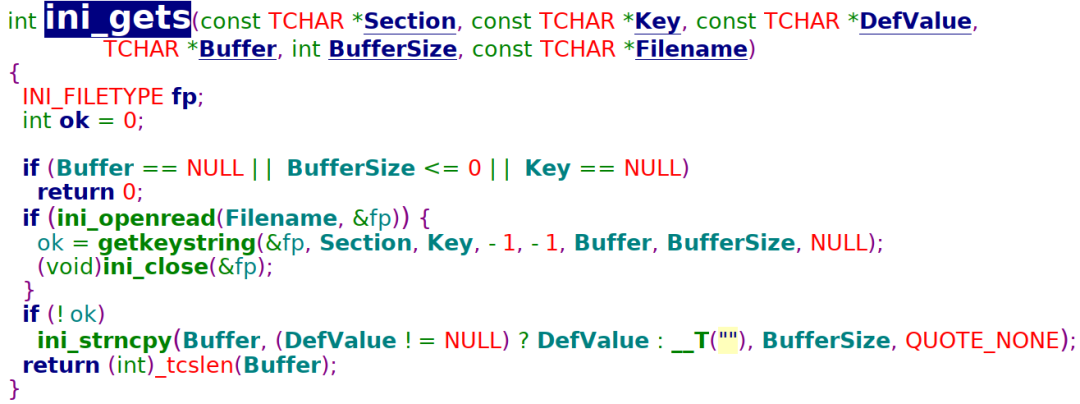 int ini_gets(const TCHAR *Section, const TCHAR *Key, const TCHAR *DefValue,
TCHAR *Buffer, int BufferSize, const TCHAR *Filename)
{
INI_FILETYPE fp;
int ok = 0;
if (Buffer == NULL || BufferSize <= 0 || Key == NULL)
return 0;
if (ini_openread(Filename, &fp)) {
ok = getkeystring(&fp, Section, Key, -1, -1, Buffer, BufferSize, NULL);
(void)ini_close(&fp);
}
if (!ok)
ini_strncpy(Buffer, (DefValue != NULL) ? DefValue : __T(""), BufferSize, QUOTE_NONE);
return (int)_tcslen(Buffer);
}